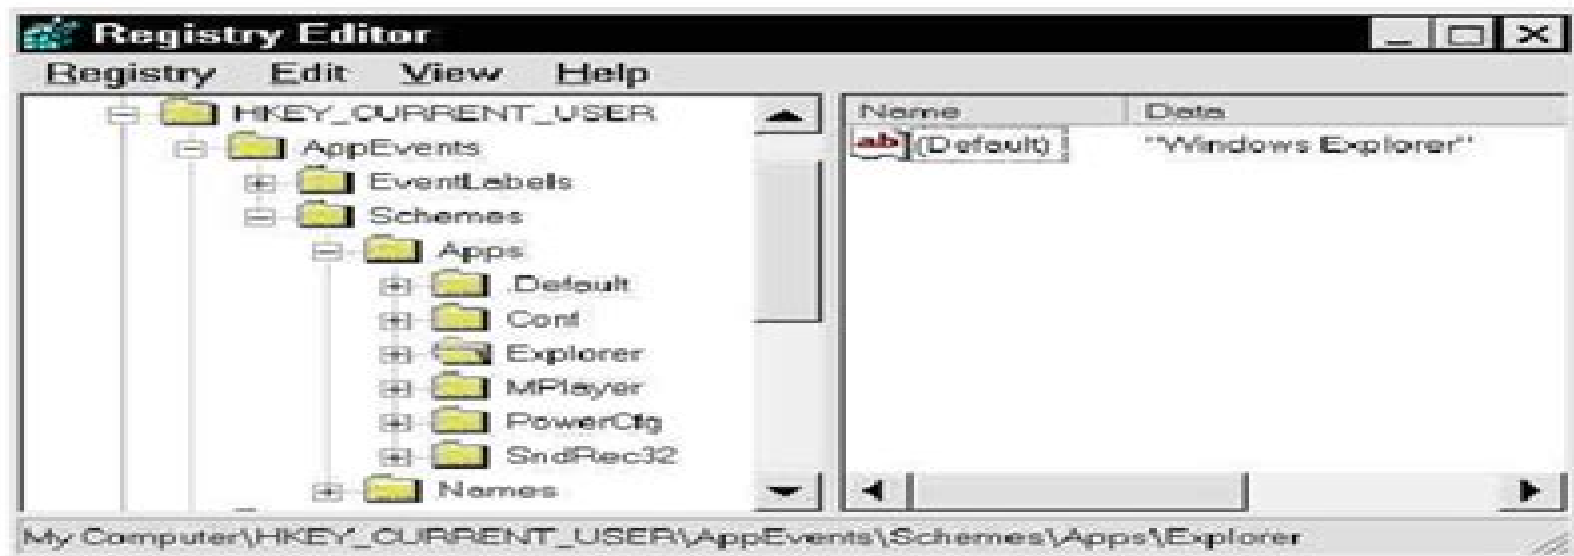 Registry Editor
Registry Edit View Help
HKEY_CURRENT_USER
AppEvents
EventLabels
Schemes
Apps
.Default
Conf
Explorer
MPlayer
PowerCfg
SndRec32
Names
Name Data
ab (Default) "Windows Explorer"
My Computer\HKEY_CURRENT_USER\AppEvents\Schemes\Apps\Explorer